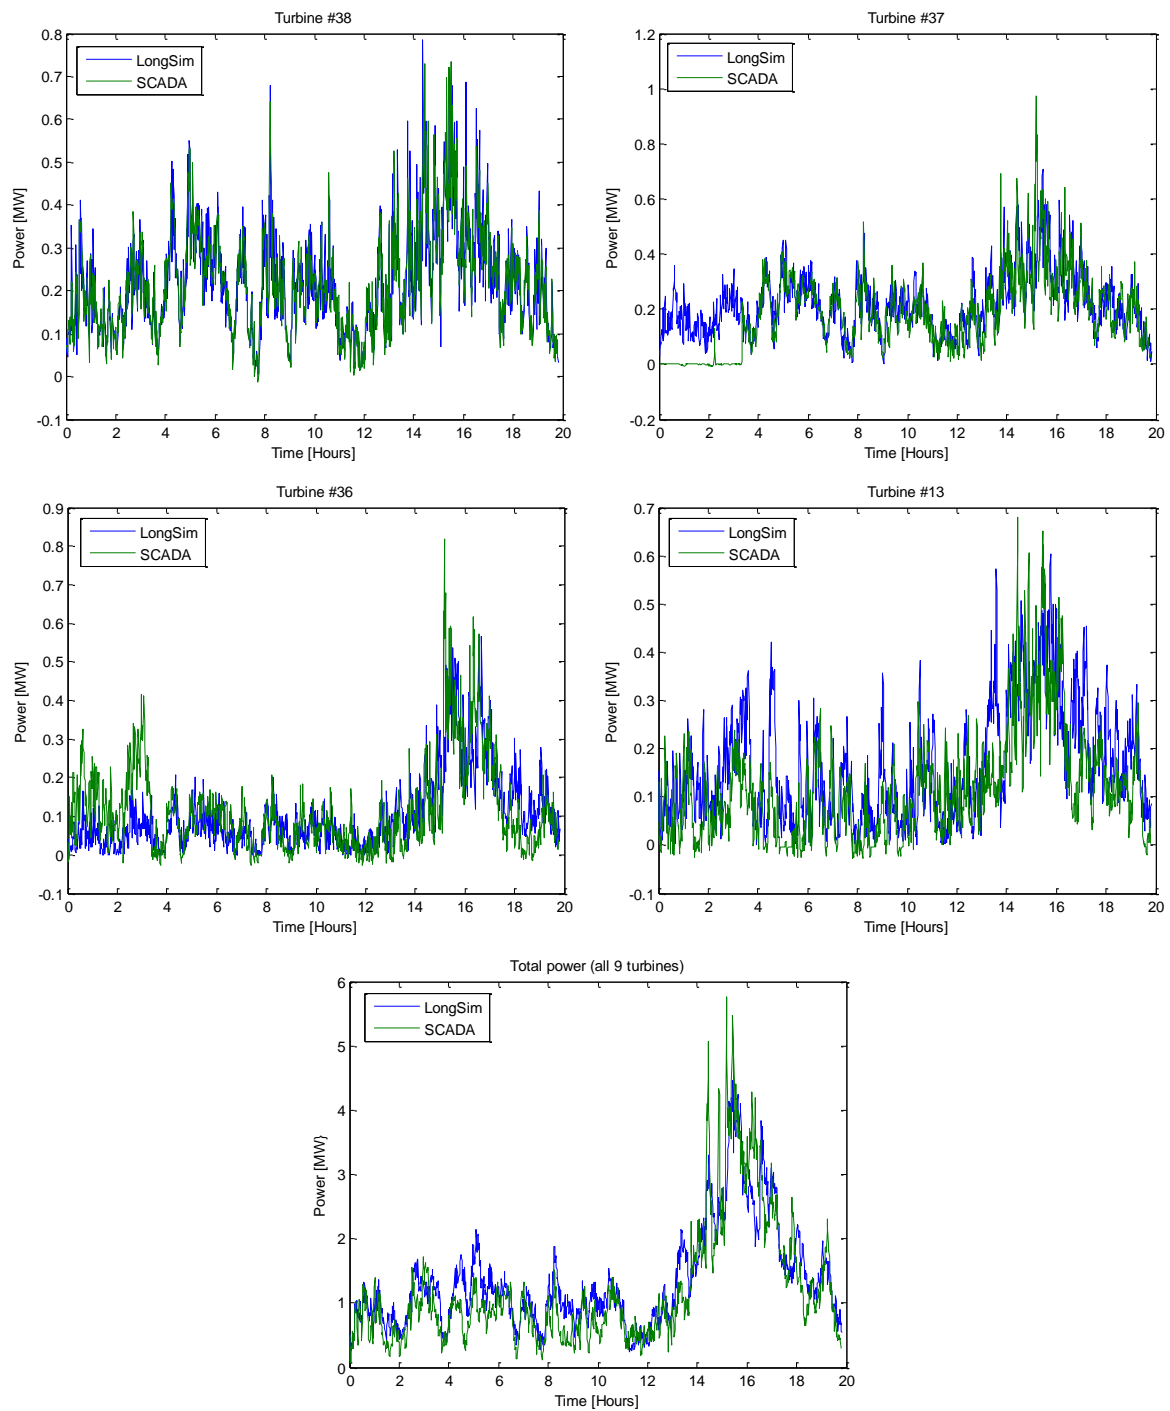 Turbine #38
LongSim
SCADA
Power [MW]
0.8
0.7
0.6
0.5
0.4
0.3
0.2
0.1
0
-0.1
0 2 4 6 8 10 12 14 16 18 20
Time [Hours]
Turbine #37
LongSim
SCADA
Power [MW]
1.2
1
0.8
0.6
0.4
0.2
0
-0.2
0 2 4 6 8 10 12 14 16 18 20
Time [Hours]
Turbine #36
LongSim
SCADA
Power [MW]
0.9
0.8
0.7
0.6
0.5
0.4
0.3
0.2
0.1
0
-0.1
0 2 4 6 8 10 12 14 16 18 20
Time [Hours]
Turbine #13
LongSim
SCADA
Power [MW]
0.7
0.6
0.5
0.4
0.3
0.2
0.1
0
-0.1
0 2 4 6 8 10 12 14 16 18 20
Time [Hours]
Total power (all 9 turbines)
LongSim
SCADA
Power [MW}
6
5
4
3
2
1
0
0 2 4 6 8 10 12 14 16 18 20
Time [Hours]